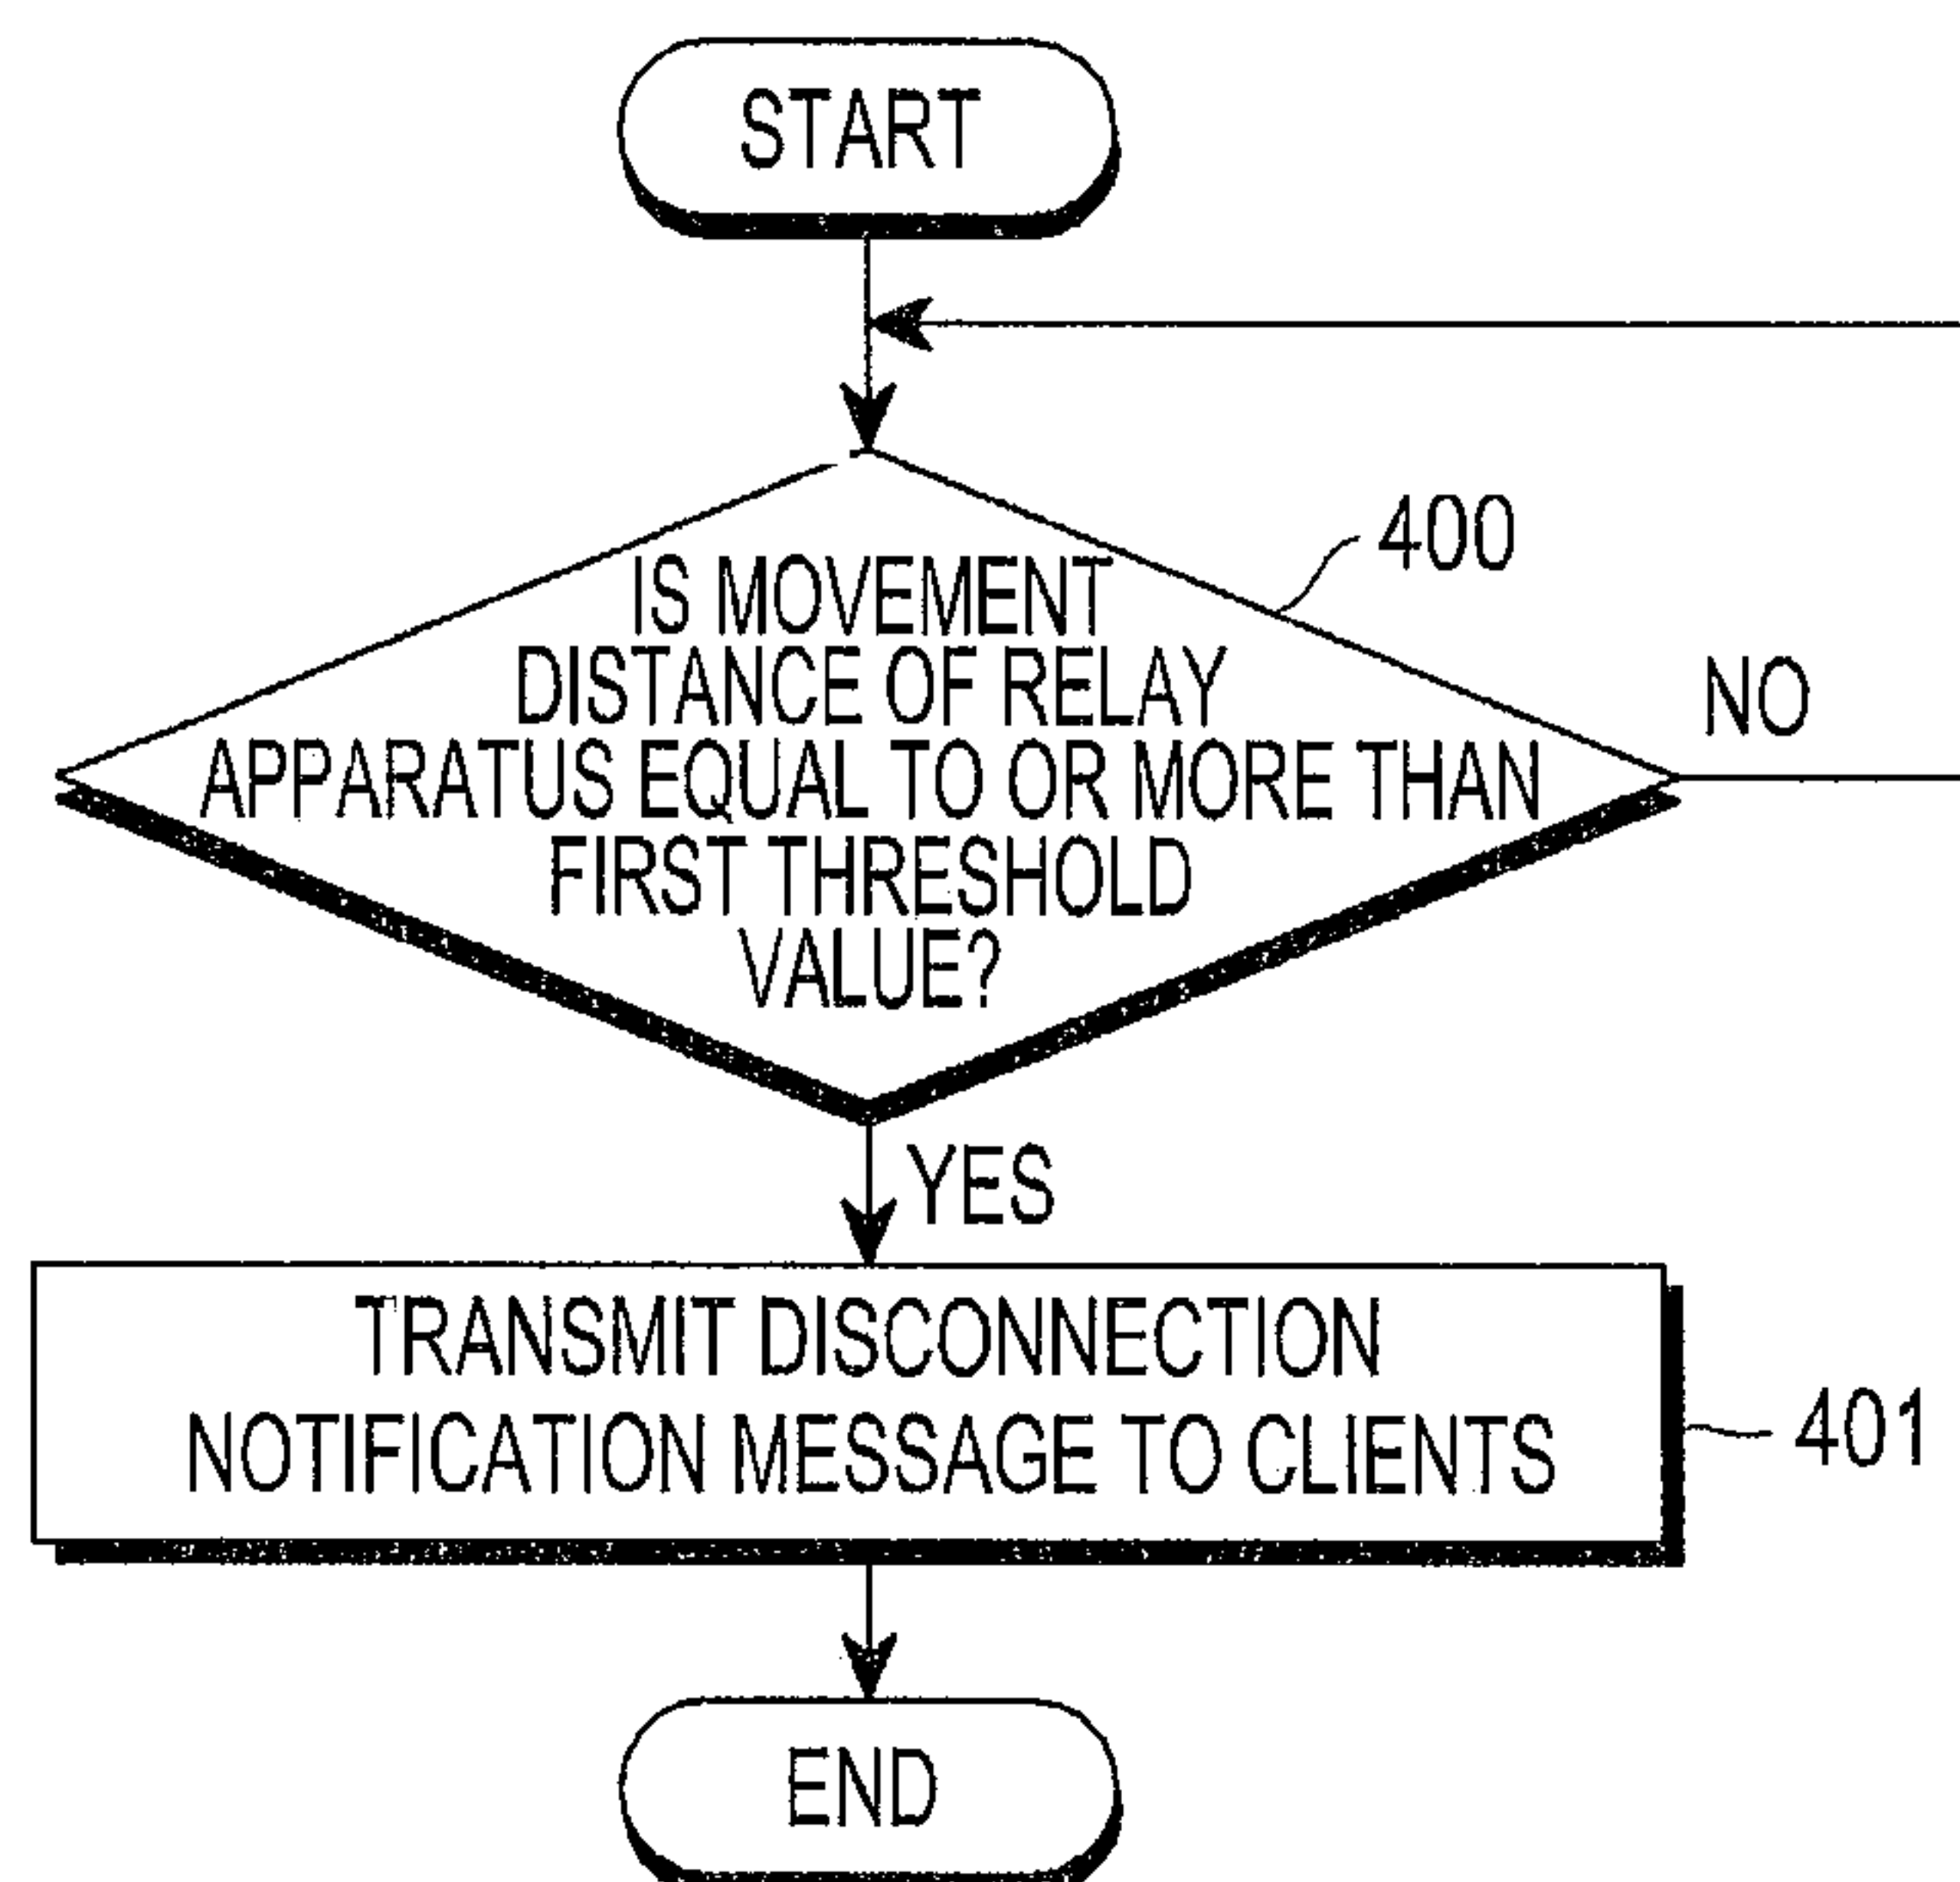 START
400
IS MOVEMENT
DISTANCE OF RELAY
APPARATUS EQUAL TO OR MORE THAN
FIRST THRESHOLD
VALUE?
NO
YES
TRANSMIT DISCONNECTION
NOTIFICATION MESSAGE TO CLIENTS
401
END